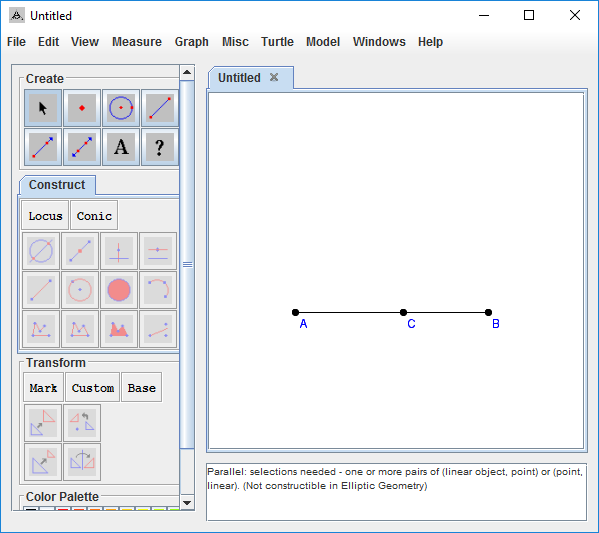 Untitled
File Edit View Measure Graph Misc Turtle Model Windows Help
Create
A ?
Construct
Locus Conic
Transform
Mark Custom Base
Color Palette
Untitled
A C B
Parallel: selections needed - one or more pairs of (linear object, point) or (point,
linear). (Not constructible in Elliptic Geometry)